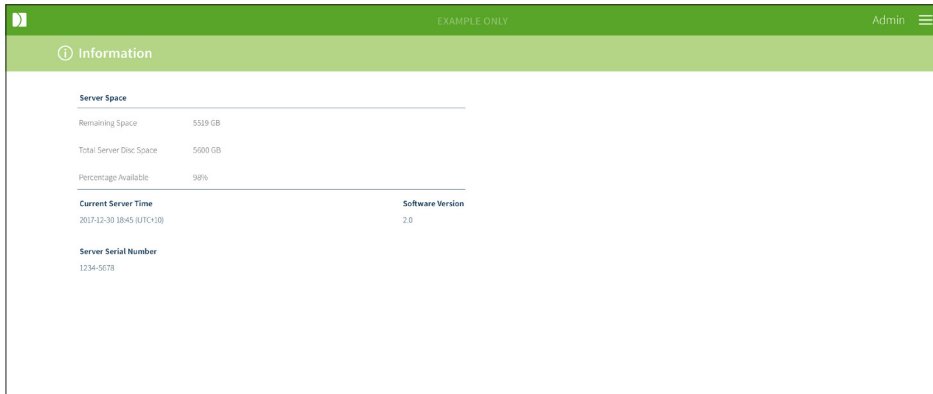 EXAMPLE ONLY
Admin
Information
Server Space
Remaining Space 5519 GB
Total Server Disc Space 5600 GB
Percentage Available 98%
Current Server Time Software Version
2017-12-30 18:45 (UTC+10) 2.0
Server Serial Number
1234-5678